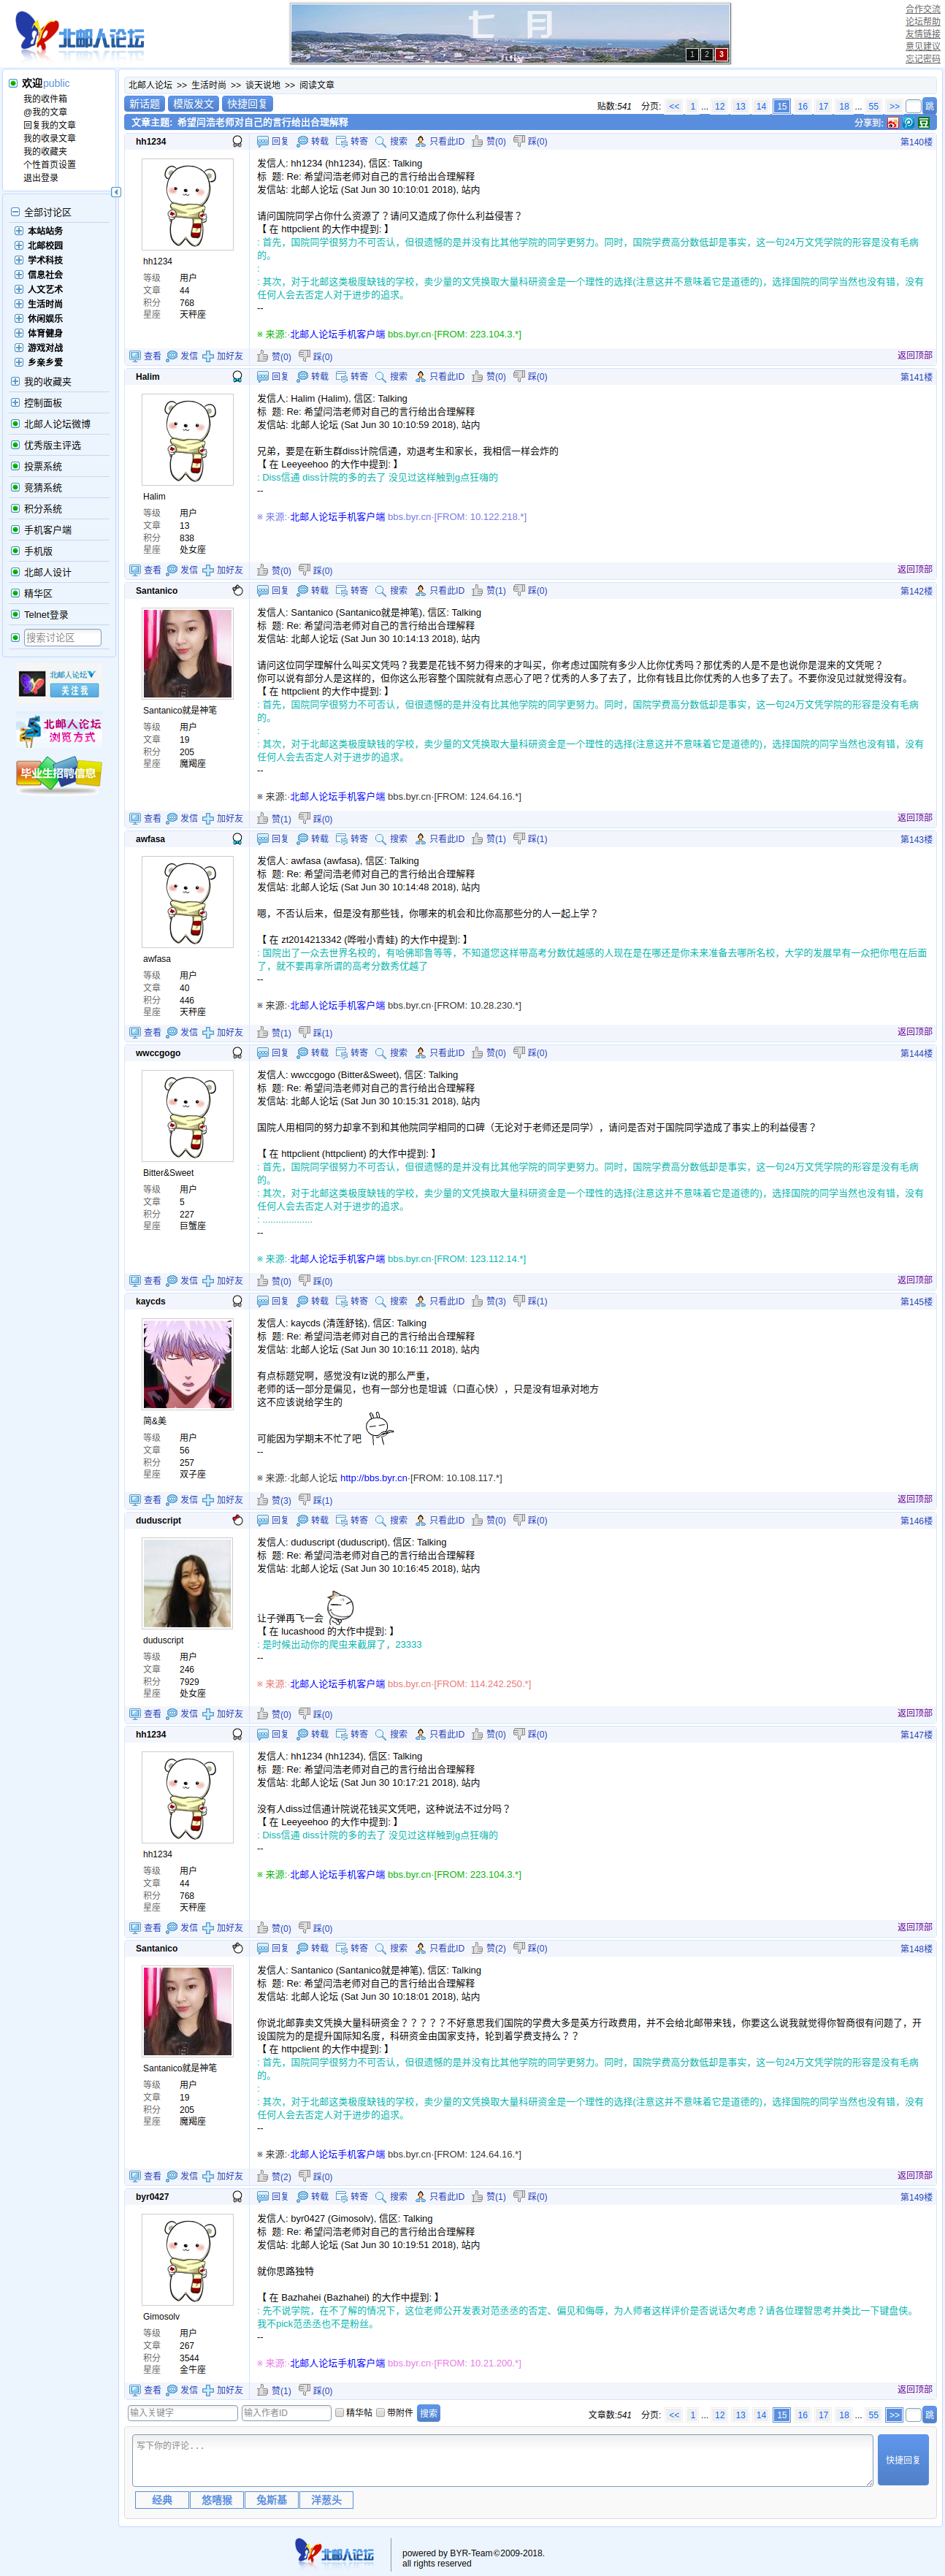 北邮人论坛
七 月
1 2 3
合作交流
论坛帮助
友情链接
意见建议
忘记密码
欢迎public
我的收件箱
@我的文章
回复我的文章
我的收录文章
我的收藏夹
个性首页设置
退出登录
全部讨论区
本站站务
北邮校园
学术科技
信息社会
人文艺术
生活时尚
休闲娱乐
体育健身
游戏对战
乡亲乡爱
我的收藏夹
控制面板
北邮人论坛微博
优秀版主评选
投票系统
竞猜系统
积分系统
手机客户端
手机版
北邮人设计
精华区
Telnet登录
搜索讨论区
北邮人论坛
关注我
北邮人论坛
浏览方式
毕业生招聘信息
北邮人论坛 >> 生活时尚 >> 谈天说地 >> 阅读文章
新话题 模版发文 快捷回复
贴数:541 分页: << 1 ... 12 13 14 15 16 17 18 ... 55 >> 跳
文章主题: 希望闫浩老师对自己的言行给出合理解释
分享到:
hh1234
回复 转载 转寄 搜索 只看此ID 赞(0) 踩(0) 第140楼
hh1234
等级 用户
文章 44
积分 768
星座 天秤座
发信人: hh1234 (hh1234), 信区: Talking
标 题: Re: 希望闫浩老师对自己的言行给出合理解释
发信站: 北邮人论坛 (Sat Jun 30 10:10:01 2018), 站内
请问国院同学占你什么资源了？请问又造成了你什么利益侵害？
【 在 httpclient 的大作中提到: 】
: 首先，国院同学很努力不可否认，但很遗憾的是并没有比其他学院的同学更努力。同时，国院学费高分数低却是事实，这一句24万文凭学院的形容是没有毛病的。
:
: 其次，对于北邮这类极度缺钱的学校，卖少量的文凭换取大量科研资金是一个理性的选择(注意这并不意味着它是道德的)，选择国院的同学当然也没有错，没有任何人会去否定人对于进步的追求。
--
※ 来源:·北邮人论坛手机客户端 bbs.byr.cn·[FROM: 223.104.3.*]
查看 发信 加好友 赞(0) 踩(0) 返回顶部
Halim
回复 转载 转寄 搜索 只看此ID 赞(0) 踩(0) 第141楼
Halim
等级 用户
文章 13
积分 838
星座 处女座
发信人: Halim (Halim), 信区: Talking
标 题: Re: 希望闫浩老师对自己的言行给出合理解释
发信站: 北邮人论坛 (Sat Jun 30 10:10:59 2018), 站内
兄弟，要是在新生群diss计院信通，劝退考生和家长，我相信一样会炸的
【 在 Leeyeehoo 的大作中提到: 】
: Diss信通 diss计院的多的去了 没见过这样触到g点狂嗨的
--
※ 来源:·北邮人论坛手机客户端 bbs.byr.cn·[FROM: 10.122.218.*]
查看 发信 加好友 赞(0) 踩(0) 返回顶部
Santanico
回复 转载 转寄 搜索 只看此ID 赞(1) 踩(0) 第142楼
Santanico就是神笔
等级 用户
文章 19
积分 205
星座 魔羯座
发信人: Santanico (Santanico就是神笔), 信区: Talking
标 题: Re: 希望闫浩老师对自己的言行给出合理解释
发信站: 北邮人论坛 (Sat Jun 30 10:14:13 2018), 站内
请问这位同学理解什么叫买文凭吗？我要是花钱不努力得来的才叫买，你考虑过国院有多少人比你优秀吗？那优秀的人是不是也说你是混来的文凭呢？
你可以说有部分人是这样的，但你这么形容整个国院就有点心态不好了吧？优秀的人多了去了，比你有钱且比你优秀的人也多了去了。不要你没见过就觉得没有。
【 在 httpclient 的大作中提到: 】
: 首先，国院同学很努力不可否认，但很遗憾的是并没有比其他学院的同学更努力。同时，国院学费高分数低却是事实，这一句24万文凭学院的形容是没有毛病的。
:
: 其次，对于北邮这类极度缺钱的学校，卖少量的文凭换取大量科研资金是一个理性的选择(注意这并不意味着它是道德的)，选择国院的同学当然也没有错，没有任何人会去否定人对于进步的追求。
--
※ 来源:·北邮人论坛手机客户端 bbs.byr.cn·[FROM: 124.64.16.*]
查看 发信 加好友 赞(1) 踩(0) 返回顶部
awfasa
回复 转载 转寄 搜索 只看此ID 赞(1) 踩(1) 第143楼
awfasa
等级 用户
文章 40
积分 446
星座 天秤座
发信人: awfasa (awfasa), 信区: Talking
标 题: Re: 希望闫浩老师对自己的言行给出合理解释
发信站: 北邮人论坛 (Sat Jun 30 10:14:48 2018), 站内
嗯，不否认后来，但是没有那些钱，你哪来的机会和比你高那些分的人一起上学？
【 在 zt2014213342 (哗啦小青蛙) 的大作中提到: 】
: 国院出了一众去世界名校的，有哈佛耶鲁等等，不知道您这样带高考分数优越感的人现在是在哪还是你未来准备去哪所名校，大学的发展早有一众把你甩在后面了，就不要再拿所谓的高考分数秀优越了
--
※ 来源:·北邮人论坛手机客户端 bbs.byr.cn·[FROM: 10.28.230.*]
查看 发信 加好友 赞(1) 踩(1) 返回顶部
wwccgogo
回复 转载 转寄 搜索 只看此ID 赞(0) 踩(0) 第144楼
Bitter&Sweet
等级 用户
文章 5
积分 227
星座 巨蟹座
发信人: wwccgogo (Bitter&Sweet), 信区: Talking
标 题: Re: 希望闫浩老师对自己的言行给出合理解释
发信站: 北邮人论坛 (Sat Jun 30 10:15:31 2018), 站内
国院人用相同的努力却拿不到和其他院同学相同的口碑（无论对于老师还是同学），请问是否对于国院同学造成了事实上的利益侵害？
【 在 httpclient (httpclient) 的大作中提到: 】
: 首先，国院同学很努力不可否认，但很遗憾的是并没有比其他学院的同学更努力。同时，国院学费高分数低却是事实，这一句24万文凭学院的形容是没有毛病的。
: 其次，对于北邮这类极度缺钱的学校，卖少量的文凭换取大量科研资金是一个理性的选择(注意这并不意味着它是道德的)，选择国院的同学当然也没有错，没有任何人会去否定人对于进步的追求。
: ...................
--
※ 来源:·北邮人论坛手机客户端 bbs.byr.cn·[FROM: 123.112.14.*]
查看 发信 加好友 赞(0) 踩(0) 返回顶部
kaycds
回复 转载 转寄 搜索 只看此ID 赞(3) 踩(1) 第145楼
简&美
等级 用户
文章 56
积分 257
星座 双子座
发信人: kaycds (清莲舒铭), 信区: Talking
标 题: Re: 希望闫浩老师对自己的言行给出合理解释
发信站: 北邮人论坛 (Sat Jun 30 10:16:11 2018), 站内
有点标题党啊，感觉没有lz说的那么严重，
老师的话一部分是偏见，也有一部分也是坦诚（口直心快），只是没有坦承对地方
这不应该说给学生的
可能因为学期末不忙了吧
--
※ 来源:·北邮人论坛 http://bbs.byr.cn·[FROM: 10.108.117.*]
查看 发信 加好友 赞(3) 踩(1) 返回顶部
duduscript
回复 转载 转寄 搜索 只看此ID 赞(0) 踩(0) 第146楼
duduscript
等级 用户
文章 246
积分 7929
星座 处女座
发信人: duduscript (duduscript), 信区: Talking
标 题: Re: 希望闫浩老师对自己的言行给出合理解释
发信站: 北邮人论坛 (Sat Jun 30 10:16:45 2018), 站内
让子弹再飞一会
【 在 lucashood 的大作中提到: 】
: 是时候出动你的爬虫来截屏了，23333
--
※ 来源:·北邮人论坛手机客户端 bbs.byr.cn·[FROM: 114.242.250.*]
查看 发信 加好友 赞(0) 踩(0) 返回顶部
hh1234
回复 转载 转寄 搜索 只看此ID 赞(0) 踩(0) 第147楼
hh1234
等级 用户
文章 44
积分 768
星座 天秤座
发信人: hh1234 (hh1234), 信区: Talking
标 题: Re: 希望闫浩老师对自己的言行给出合理解释
发信站: 北邮人论坛 (Sat Jun 30 10:17:21 2018), 站内
没有人diss过信通计院说花钱买文凭吧，这种说法不过分吗？
【 在 Leeyeehoo 的大作中提到: 】
: Diss信通 diss计院的多的去了 没见过这样触到g点狂嗨的
--
※ 来源:·北邮人论坛手机客户端 bbs.byr.cn·[FROM: 223.104.3.*]
查看 发信 加好友 赞(0) 踩(0) 返回顶部
Santanico
回复 转载 转寄 搜索 只看此ID 赞(2) 踩(0) 第148楼
Santanico就是神笔
等级 用户
文章 19
积分 205
星座 魔羯座
发信人: Santanico (Santanico就是神笔), 信区: Talking
标 题: Re: 希望闫浩老师对自己的言行给出合理解释
发信站: 北邮人论坛 (Sat Jun 30 10:18:01 2018), 站内
你说北邮靠卖文凭换大量科研资金？？？？？不好意思我们国院的学费大多是英方行政费用，并不会给北邮带来钱，你要这么说我就觉得你智商很有问题了，开设国院为的是提升国际知名度，科研资金由国家支持，轮到着学费支持么？？
【 在 httpclient 的大作中提到: 】
: 首先，国院同学很努力不可否认，但很遗憾的是并没有比其他学院的同学更努力。同时，国院学费高分数低却是事实，这一句24万文凭学院的形容是没有毛病的。
:
: 其次，对于北邮这类极度缺钱的学校，卖少量的文凭换取大量科研资金是一个理性的选择(注意这并不意味着它是道德的)，选择国院的同学当然也没有错，没有任何人会去否定人对于进步的追求。
--
※ 来源:·北邮人论坛手机客户端 bbs.byr.cn·[FROM: 124.64.16.*]
查看 发信 加好友 赞(2) 踩(0) 返回顶部
byr0427
回复 转载 转寄 搜索 只看此ID 赞(1) 踩(0) 第149楼
Gimosolv
等级 用户
文章 267
积分 3544
星座 金牛座
发信人: byr0427 (Gimosolv), 信区: Talking
标 题: Re: 希望闫浩老师对自己的言行给出合理解释
发信站: 北邮人论坛 (Sat Jun 30 10:19:51 2018), 站内
就你思路独特
【 在 Bazhahei (Bazhahei) 的大作中提到: 】
: 先不说学院，在不了解的情况下，这位老师公开发表对范丞丞的否定、偏见和侮辱，为人师者这样评价是否说话欠考虑？请各位理智思考并类比一下键盘侠。
我不pick范丞丞也不是粉丝。
--
※ 来源:·北邮人论坛手机客户端 bbs.byr.cn·[FROM: 10.21.200.*]
查看 发信 加好友 赞(1) 踩(0) 返回顶部
输入关键字 输入作者ID 精华帖 带附件 搜索
文章数:541 分页: << 1 ... 12 13 14 15 16 17 18 ... 55 >> 跳
写下你的评论...
快捷回复
经典 悠嘻猴 兔斯基 洋葱头
北邮人论坛
powered by BYR-Team©2009-2018.
all rights reserved